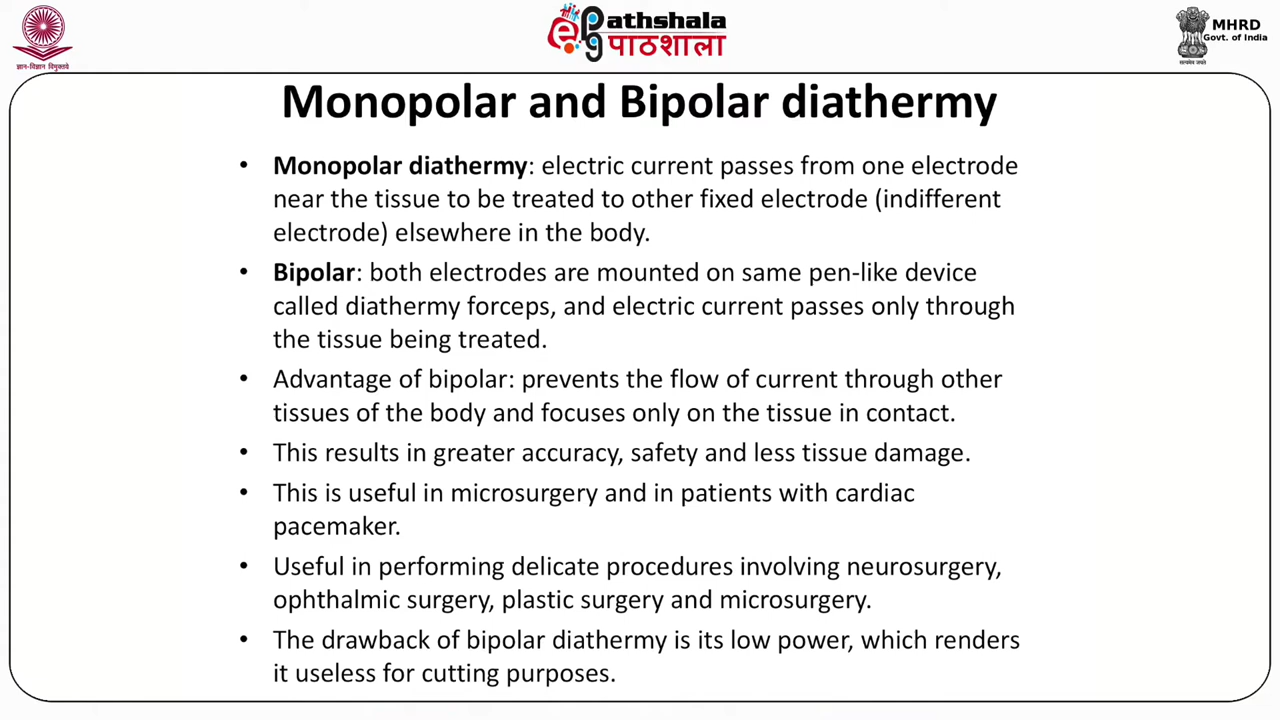 ज्ञान-विज्ञान विमुक्तये
ePathshala
पाठशाला
MHRD
Govt. of India
सत्यमेव जयते
Monopolar and Bipolar diathermy
• Monopolar diathermy: electric current passes from one electrode
near the tissue to be treated to other fixed electrode (indifferent
electrode) elsewhere in the body.
• Bipolar: both electrodes are mounted on same pen-like device
called diathermy forceps, and electric current passes only through
the tissue being treated.
• Advantage of bipolar: prevents the flow of current through other
tissues of the body and focuses only on the tissue in contact.
• This results in greater accuracy, safety and less tissue damage.
• This is useful in microsurgery and in patients with cardiac
pacemaker.
• Useful in performing delicate procedures involving neurosurgery,
ophthalmic surgery, plastic surgery and microsurgery.
• The drawback of bipolar diathermy is its low power, which renders
it useless for cutting purposes.